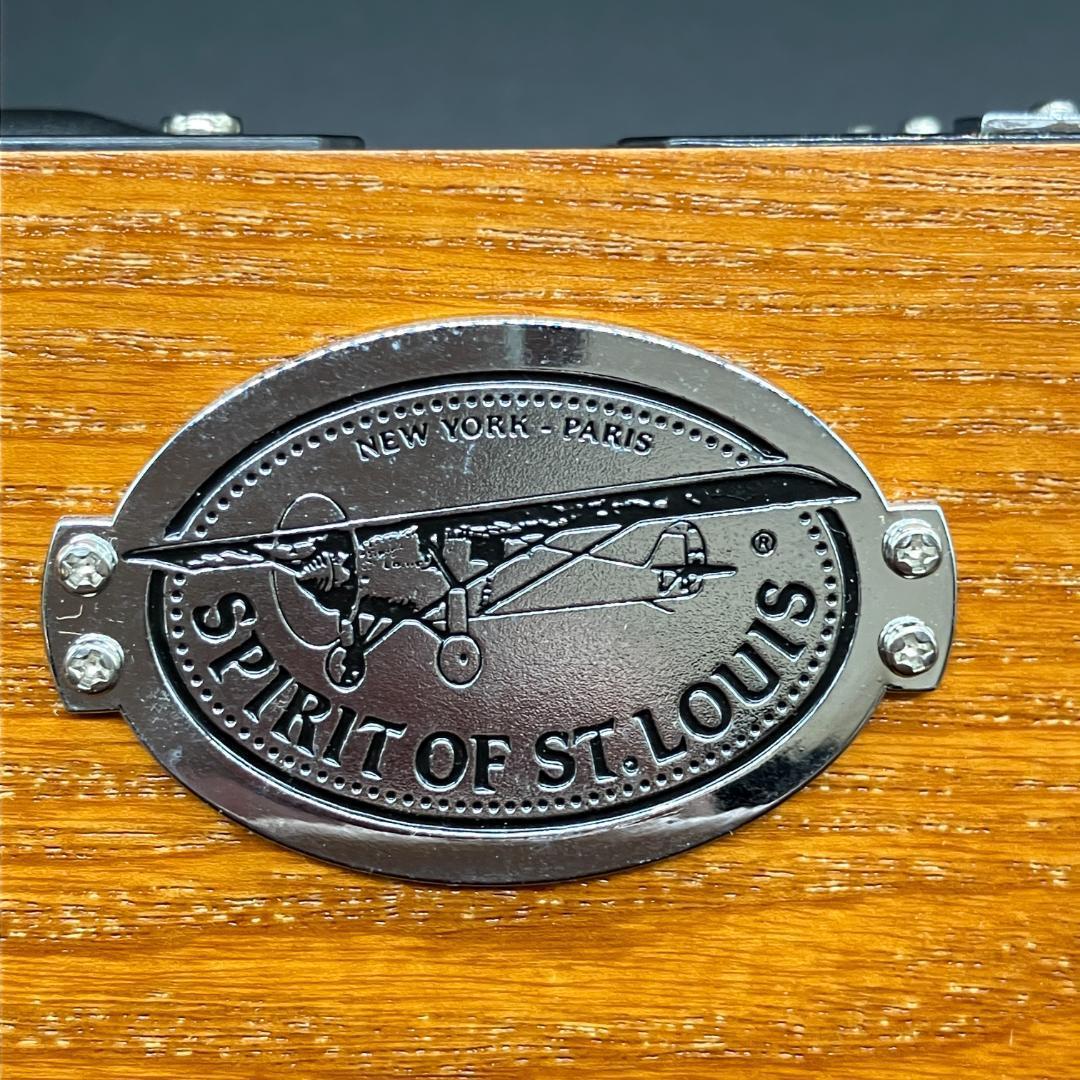 NEW YORK - PARIS
®
SPIRIT OF ST. LOUIS